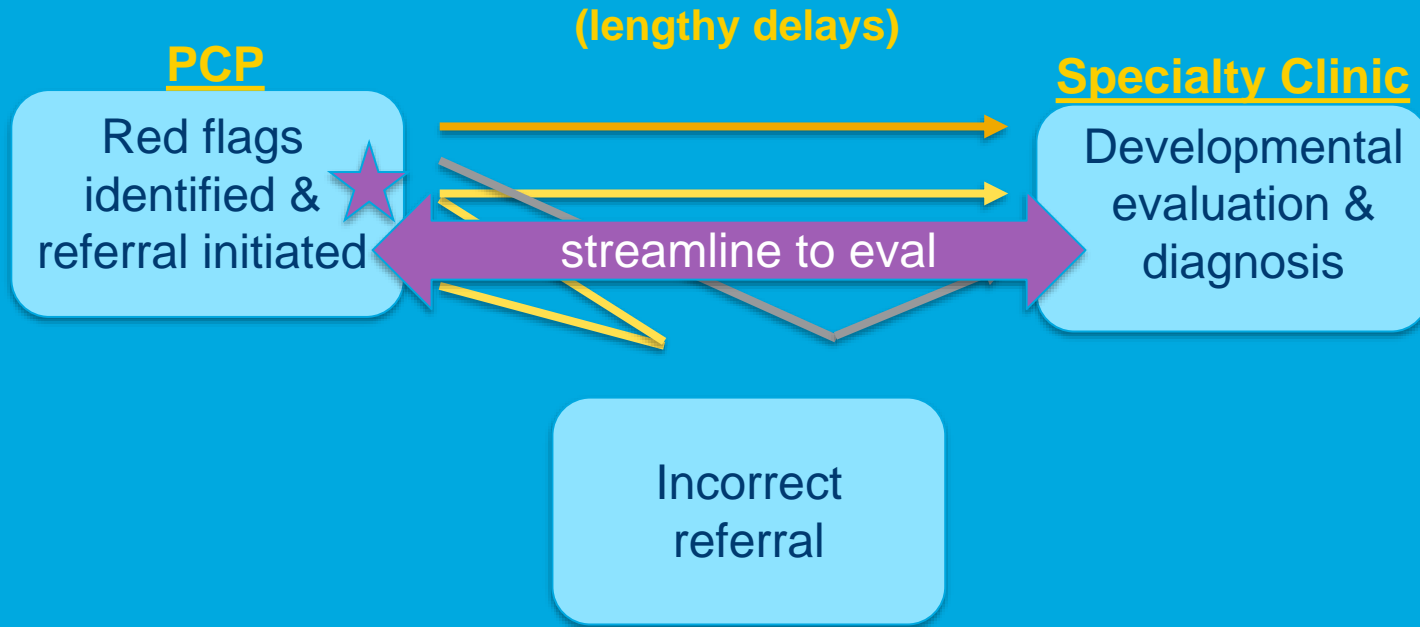 (lengthy delays)
PCP
Specialty Clinic
Red flags
identified &
referral initiated
streamline to eval
Developmental
evaluation &
diagnosis
Incorrect
referral